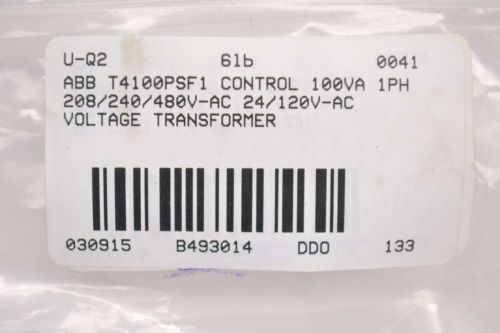 U-Q2 6lb 0041
ABB T4100PSF1 CONTROL 100VA 1PH
208/240/480V-AC 24/120V-AC
VOLTAGE TRANSFORMER
030915 B493014 DDO 133